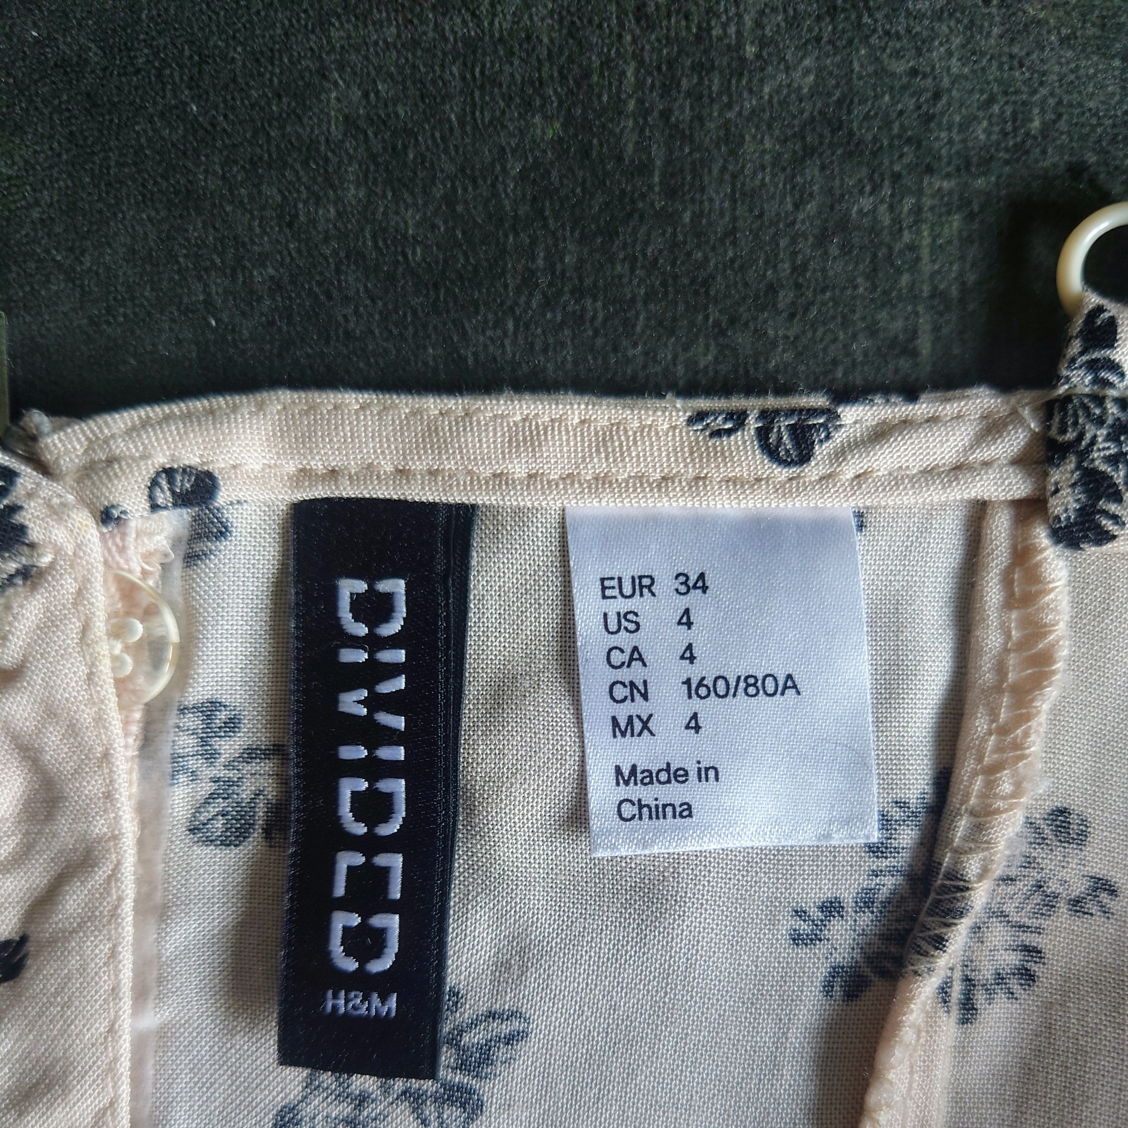 DIVIDED
H&M
EUR 34
US 4
CA 4
CN 160/80A
MX 4
Made in
China